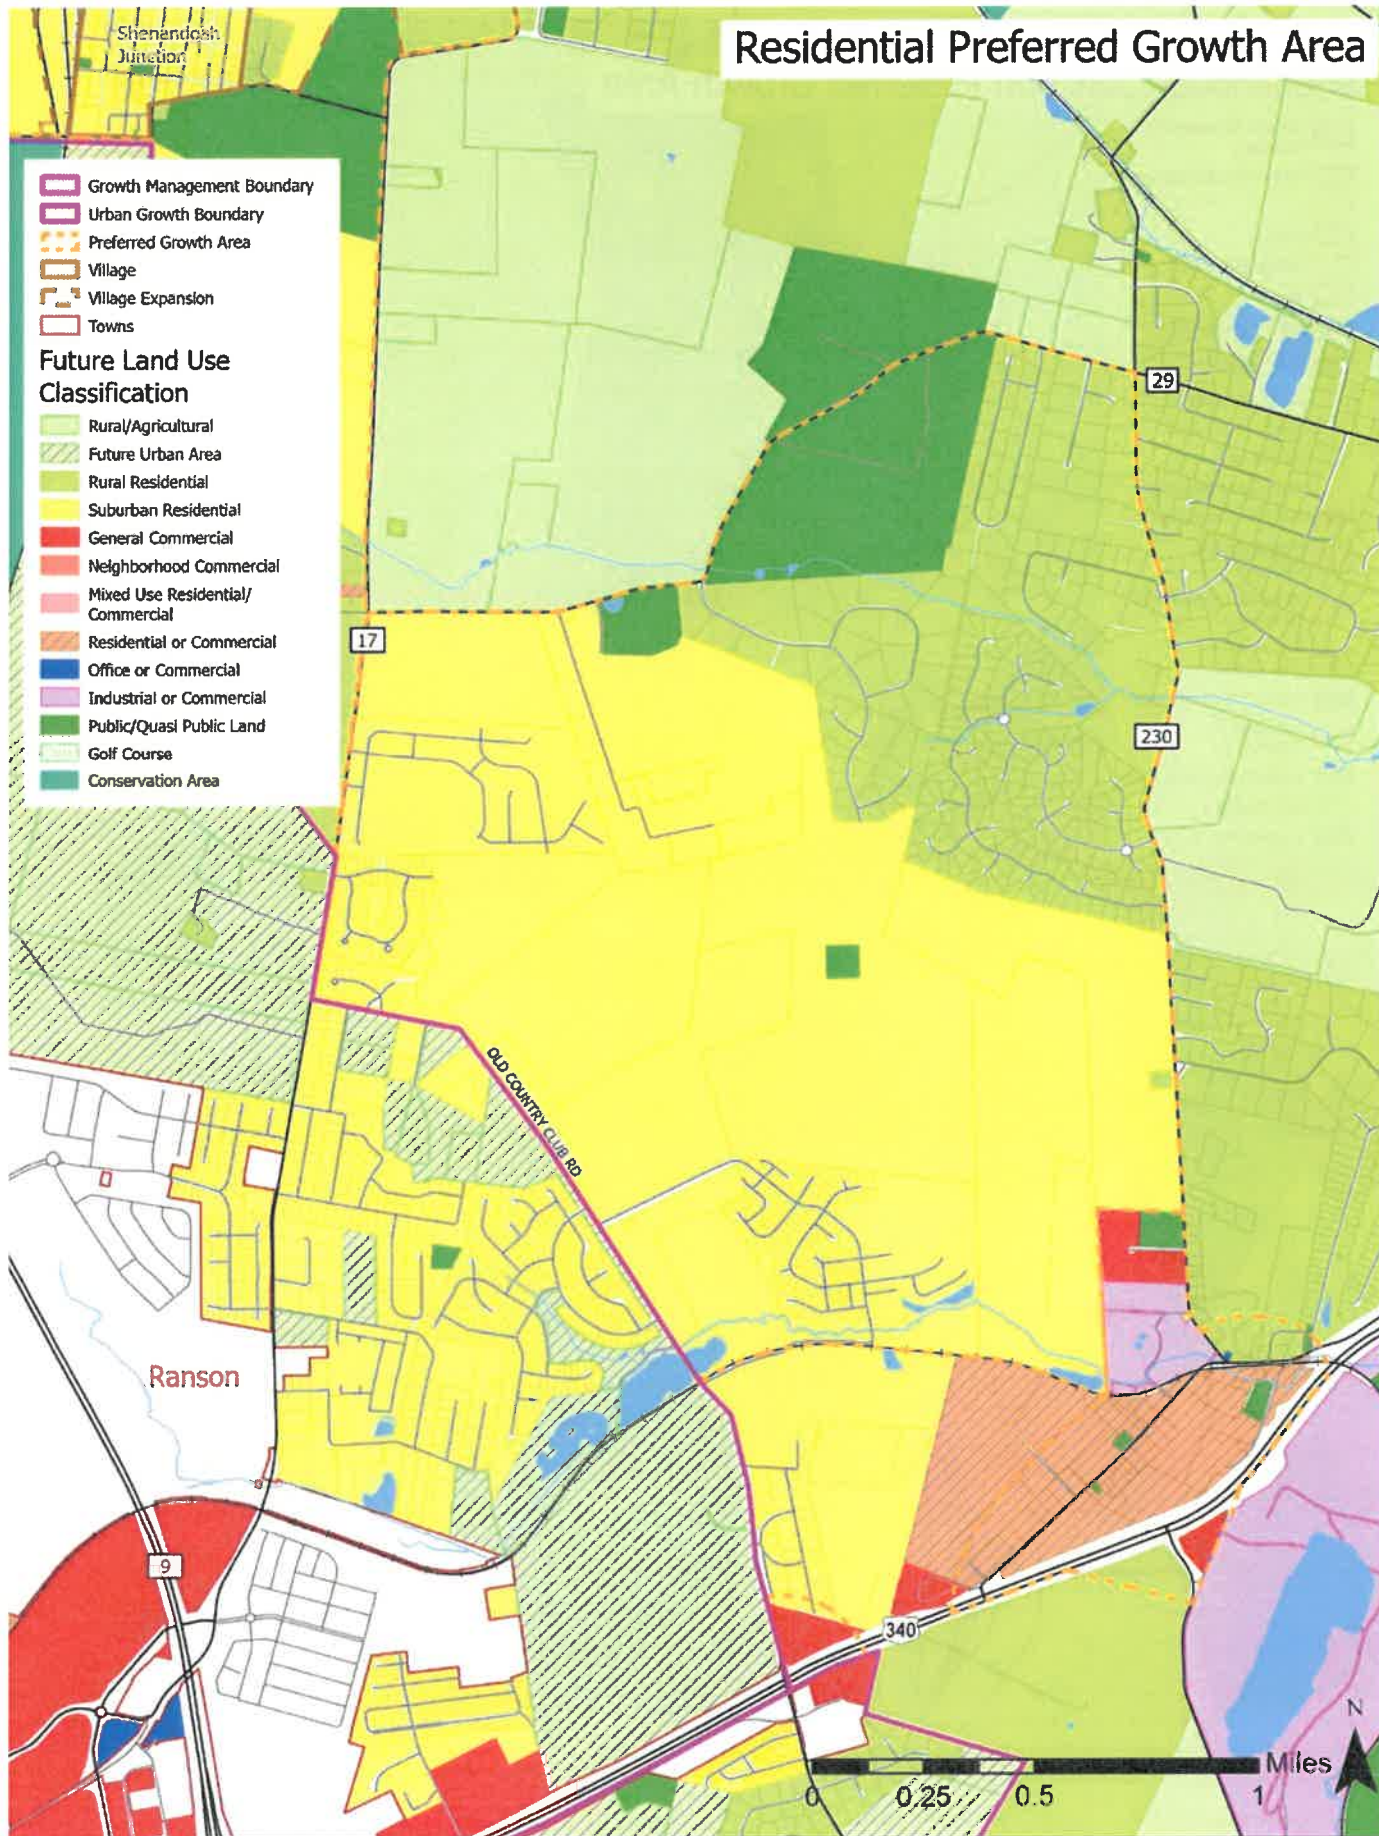 Shenandoah
Junction
Residential Preferred Growth Area
Growth Management Boundary
Urban Growth Boundary
Preferred Growth Area
Village
Village Expansion
Towns
Future Land Use
Classification
Rural/Agricultural
Future Urban Area
Rural Residential
Suburban Residential
General Commercial
Neighborhood Commercial
Mixed Use Residential/
Commercial
Residential or Commercial
Office or Commercial
Industrial or Commercial
Public/Quasi Public Land
Golf Course
Conservation Area
29
17
230
OLD COUNTRY CLUB RD
Ranson
9
340
N
Miles
0 0.25 0.5 1